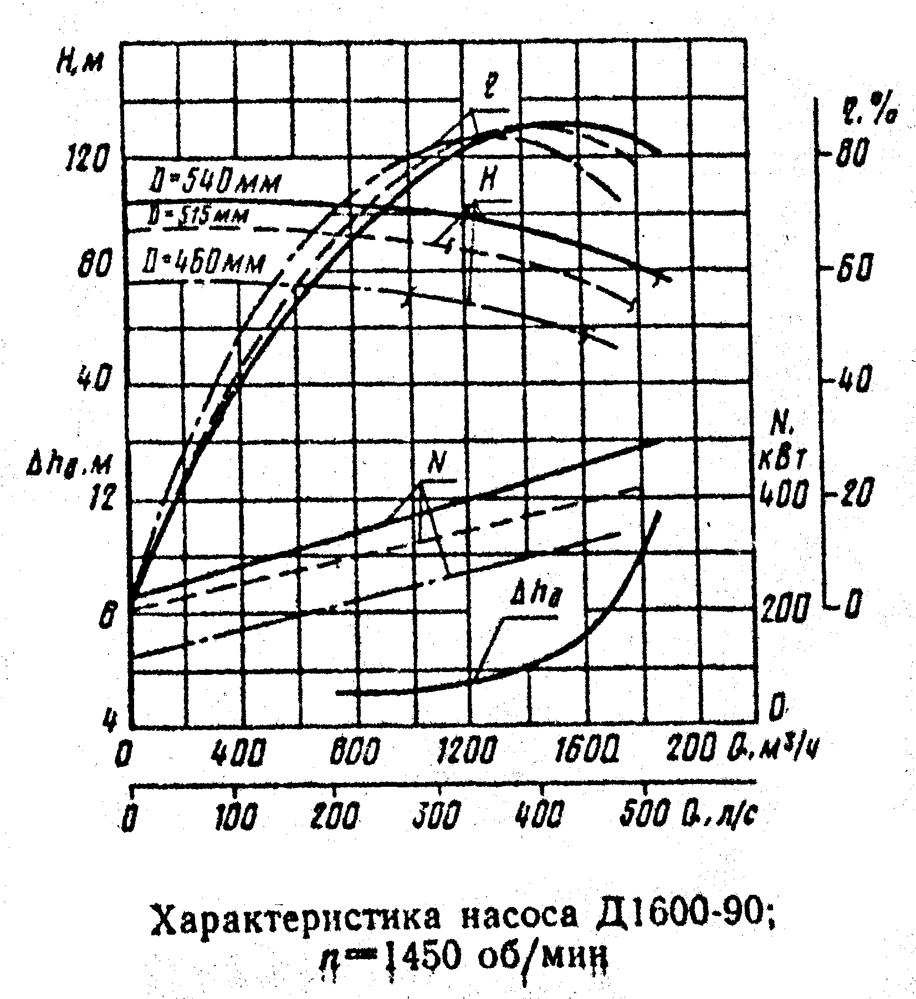 H, м
η
η, %
120
80
D=540мм
H
D=515мм
80
D=460мм
60
40
40
N,
кВт
Δhв, м
N
12
400
20
Δhв
8
200
0
4
0
0
400
800
1200
1600
200
Q, м³/ч
0
100
200
300
400
500
Q, л/с
Характеристика насоса Д1600-90;
n=1450 об/мин